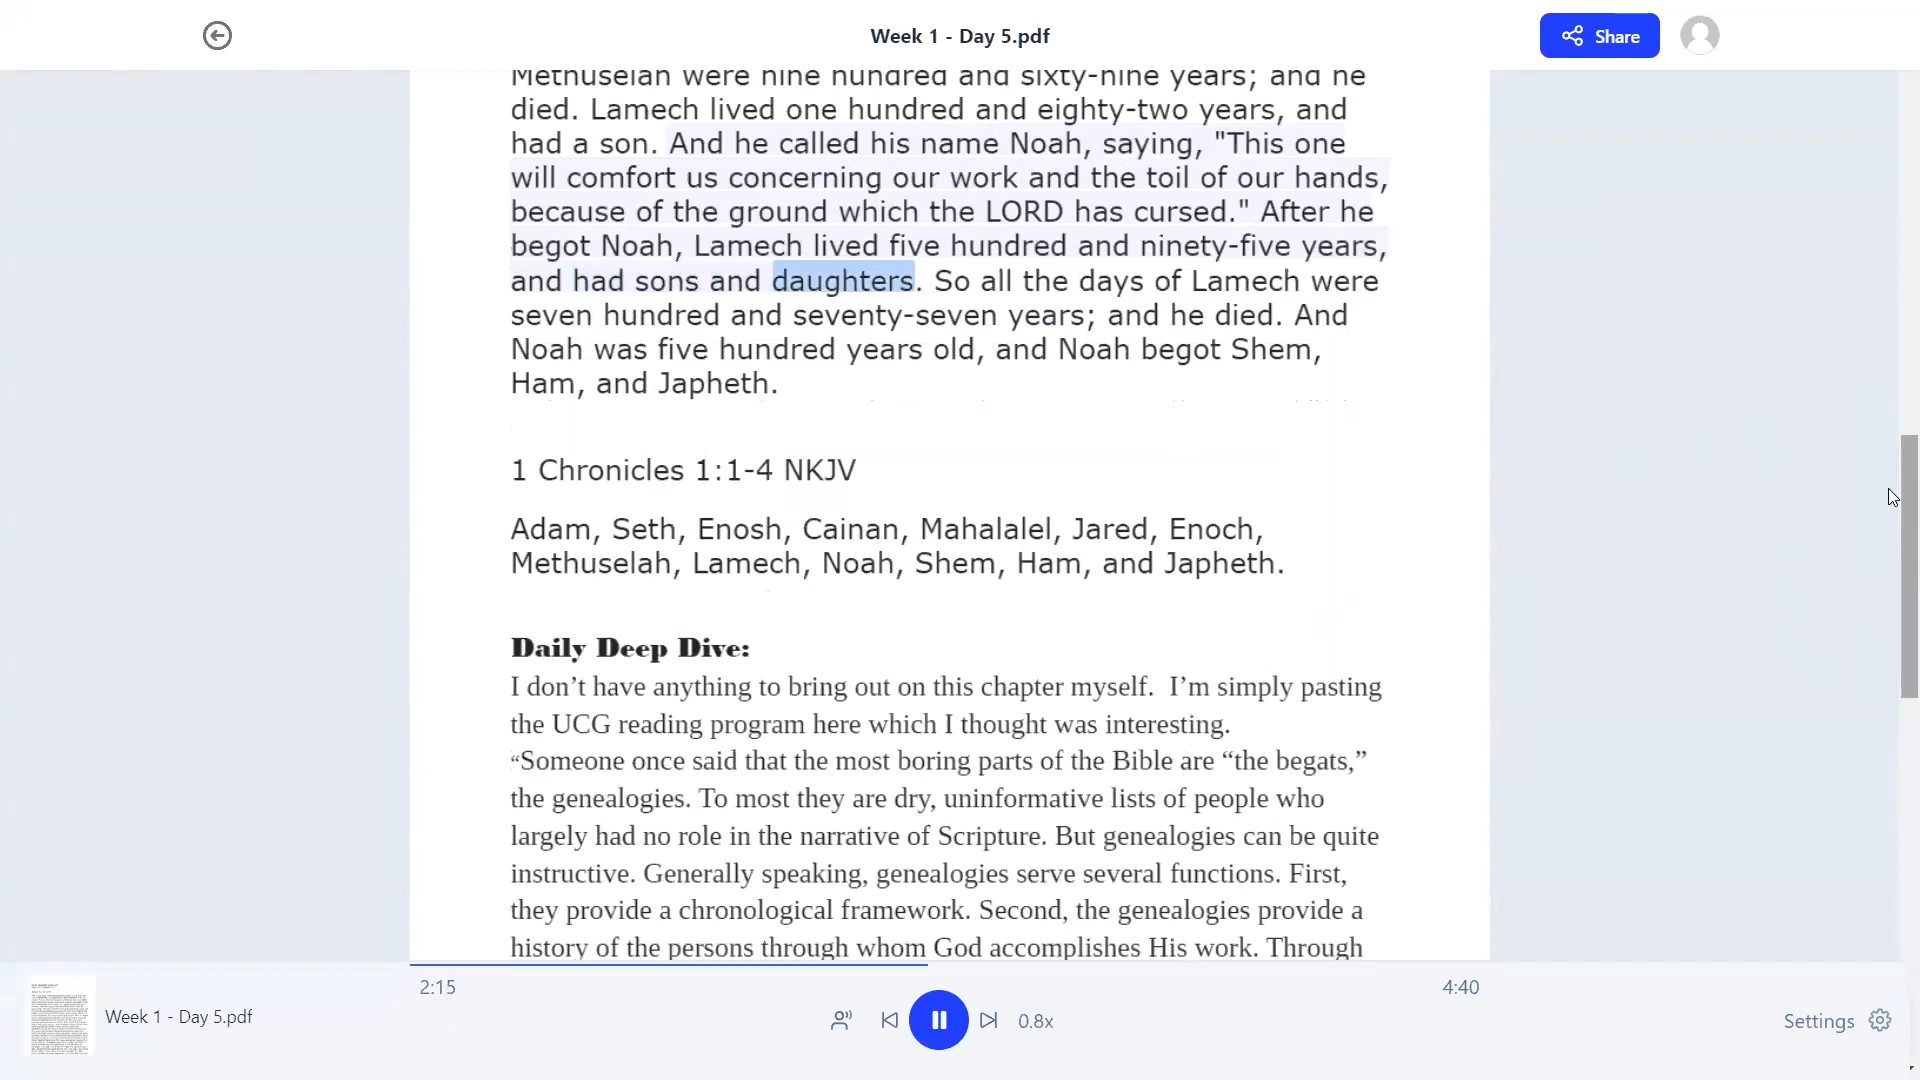 Week 1 - Day 5.pdf
Share
Methuselah were nine hundred and sixty-nine years; and he
died. Lamech lived one hundred and eighty-two years, and
had a son. And he called his name Noah, saying, "This one
will comfort us concerning our work and the toil of our hands,
because of the ground which the LORD has cursed." After he
begot Noah, Lamech lived five hundred and ninety-five years,
and had sons and daughters. So all the days of Lamech were
seven hundred and seventy-seven years; and he died. And
Noah was five hundred years old, and Noah begot Shem,
Ham, and Japheth.
1 Chronicles 1:1-4 NKJV
Adam, Seth, Enosh, Cainan, Mahalalel, Jared, Enoch,
Methuselah, Lamech, Noah, Shem, Ham, and Japheth.
Daily Deep Dive:
I don’t have anything to bring out on this chapter myself.  I’m simply pasting
the UCG reading program here which I thought was interesting.
“Someone once said that the most boring parts of the Bible are “the begats,”
the genealogies. To most they are dry, uninformative lists of people who
largely had no role in the narrative of Scripture. But genealogies can be quite
instructive. Generally speaking, genealogies serve several functions. First,
they provide a chronological framework. Second, the genealogies provide a
history of the persons through whom God accomplishes His work. Through
2:15
4:40
Week 1 - Day 5.pdf
0.8x
Settings